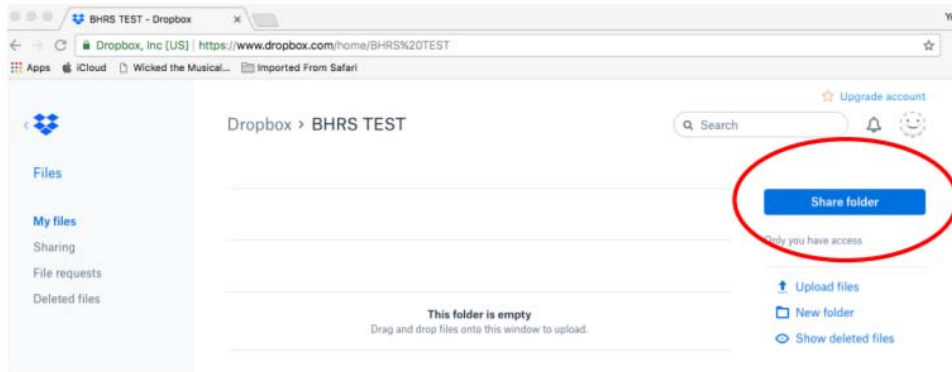 BHRS TEST - Dropbox
Dropbox, Inc [US] | https://www.dropbox.com/home/BHRS%20TEST
Apps iCloud Wicked the Musical... Imported From Safari
Upgrade account
Dropbox > BHRS TEST
Search
Files
Share folder
My files
Only you have access
Sharing
File requests
Upload files
Deleted files
This folder is empty
New folder
Drag and drop files onto this window to upload.
Show deleted files